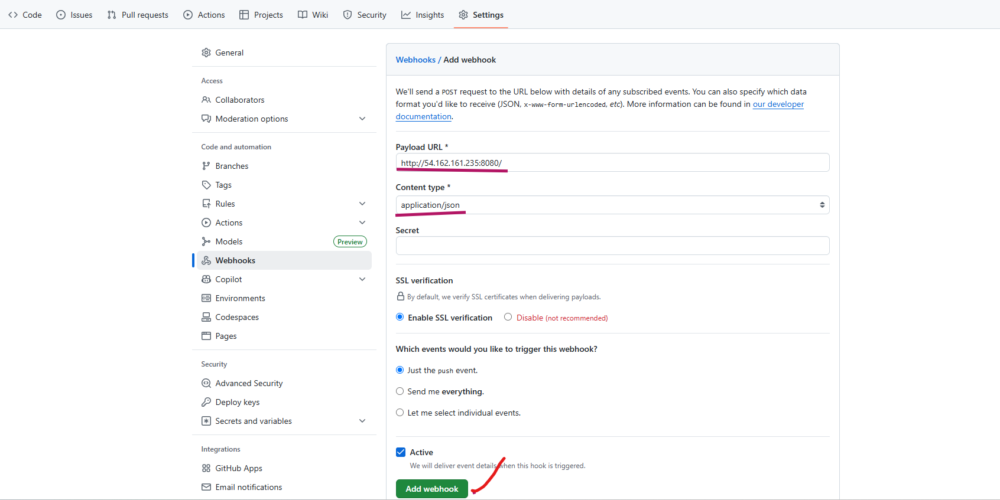 Code Issues Pull requests Actions Projects Wiki Security Insights Settings
General
Access
Collaborators
Moderation options
Code and automation
Branches
Tags
Rules
Actions
Models Preview
Webhooks
Copilot
Environments
Codespaces
Pages
Security
Advanced Security
Deploy keys
Secrets and variables
Integrations
GitHub Apps
Email notifications
Webhooks / Add webhook
We'll send a POST request to the URL below with details of any subscribed events. You can also specify which data
format you'd like to receive (JSON, x-www-form-urlencoded, etc). More information can be found in our developer
documentation.
Payload URL *
http://54.162.161.235:8080/
Content type *
application/json
Secret
SSL verification
By default, we verify SSL certificates when delivering payloads.
Enable SSL verification Disable (not recommended)
Which events would you like to trigger this webhook?
Just the push event.
Send me everything.
Let me select individual events.
Active
We will deliver event details when this hook is triggered.
Add webhook